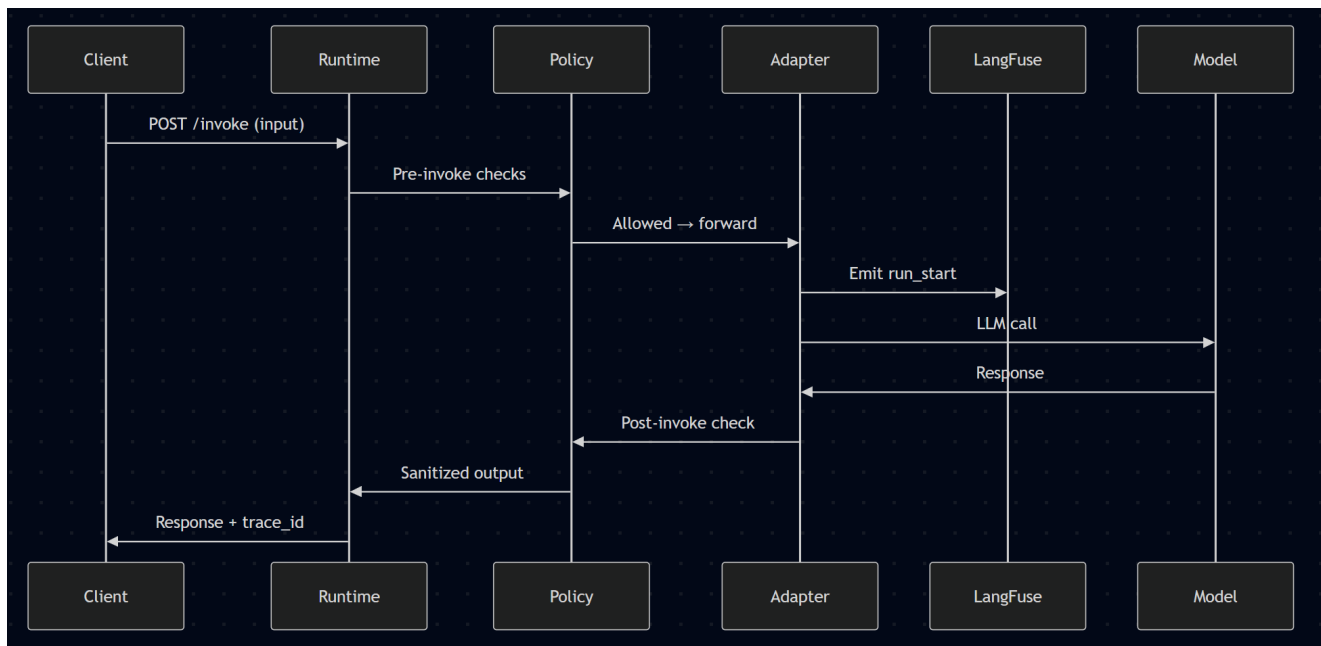 Client
Runtime
Policy
Adapter
LangFuse
Model
POST /invoke (input)
Pre-invoke checks
Allowed → forward
Emit run_start
LLM call
Response
Post-invoke check
Sanitized output
Response + trace_id
Client
Runtime
Policy
Adapter
LangFuse
Model